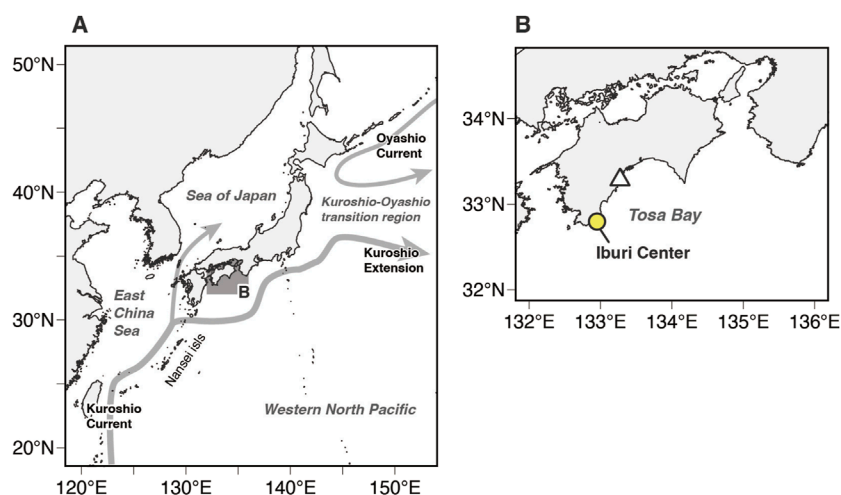 A
50°N
40°N
30°N
20°N
120°E
130°E
140°E
150°E
Oyashio
Current
Sea of Japan
Kuroshio-Oyashio
transition region
Kuroshio
Extension
B
East
China
Sea
Nansei isls
Kuroshio
Current
Western North Pacific
B
34°N
33°N
32°N
132°E
133°E
134°E
135°E
136°E
Tosa Bay
Iburi Center